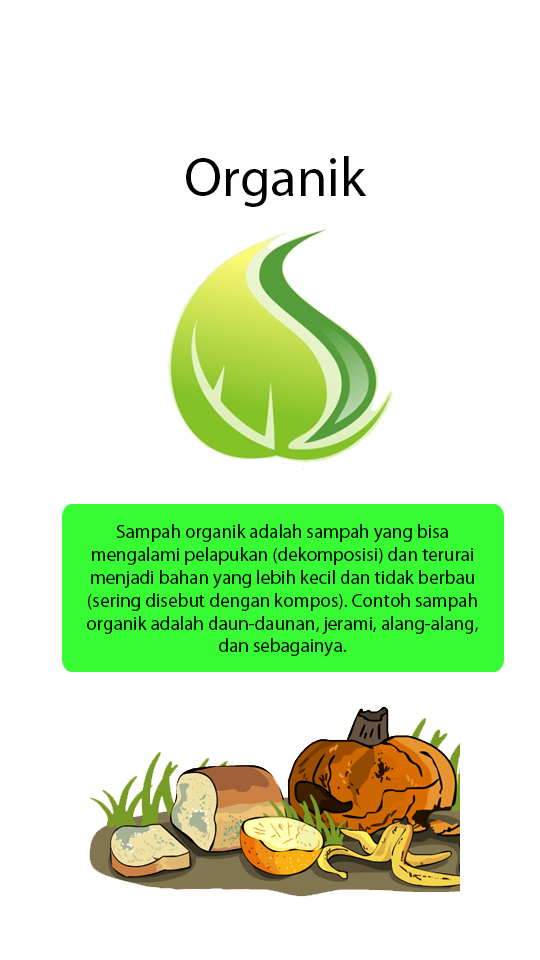 Organik
Sampah organik adalah sampah yang bisa
mengalami pelapukan (dekomposisi) dan terurai
menjadi bahan yang lebih kecil dan tidak berbau
(sering disebut dengan kompos). Contoh sampah
organik adalah daun-daunan, jerami, alang-alang,
dan sebagainya.